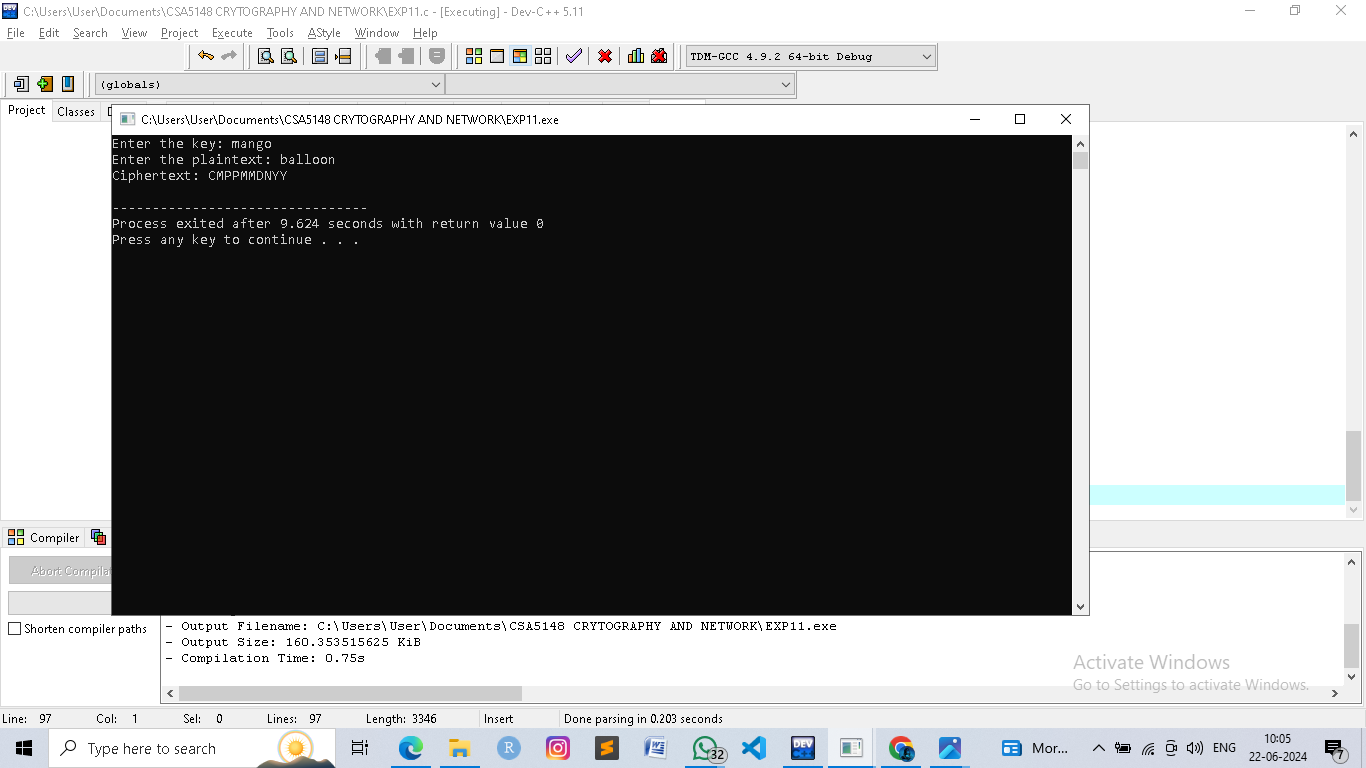 C:\Users\User\Documents\CSA5148 CRYTOGRAPHY AND NETWORK\EXP11.c - [Executing] - Dev-C++ 5.11
File Edit Search View Project Execute Tools AStyle Window Help
TDM-GCC 4.9.2 64-bit Debug
(globals)
Project Classes
C:\Users\User\Documents\CSA5148 CRYTOGRAPHY AND NETWORK\EXP11.exe
Enter the key: mango
Enter the plaintext: balloon
Ciphertext: CMPPMMDNYY
--------------------------------
Process exited after 9.624 seconds with return value 0
Press any key to continue . . .
Compiler
Abort Compilat
Shorten compiler paths
- Output Filename: C:\Users\User\Documents\CSA5148 CRYTOGRAPHY AND NETWORK\EXP11.exe
- Output Size: 160.353515625 KiB
- Compilation Time: 0.75s
Activate Windows
Go to Settings to activate Windows.
Line: 97 Col: 1 Sel: 0 Lines: 97 Length: 3346 Insert Done parsing in 0.203 seconds
Type here to search
R
W
32
DEV
C++
Mor...
ENG
10:05
22-06-2024
7